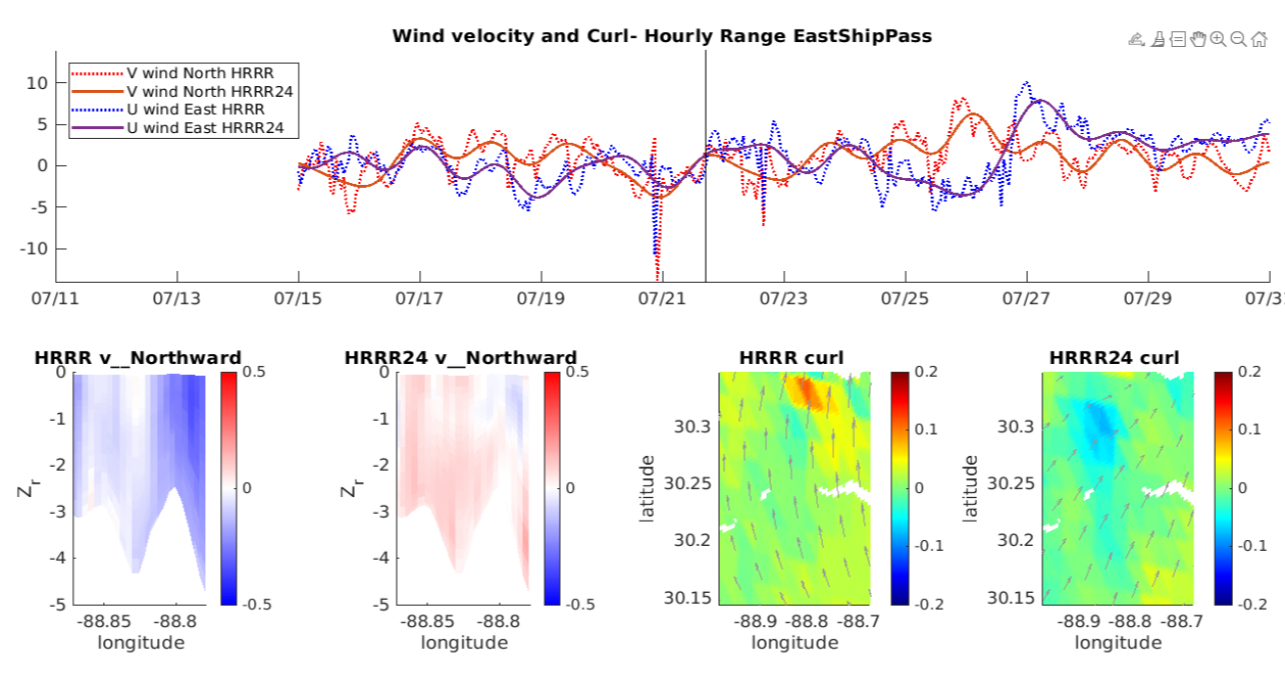 Wind velocity and Curl- Hourly Range EastShipPass
V wind North HRRR
V wind North HRRR24
U wind East HRRR
U wind East HRRR24
10
5
0
-5
-10
07/11 07/13 07/15 07/17 07/19 07/21 07/23 07/25 07/27 07/29
HRRR v__Northward
0
-1
-2
-3
-4
-5
Z_r
-88.85 -88.8
longitude
0.5
0
-0.5
HRRR24 v__Northward
0
-1
-2
-3
-4
-5
Z_r
-88.85 -88.8
longitude
0.5
0
-0.5
HRRR curl
30.3
30.25
30.2
30.15
latitude
-88.9 -88.8 -88.7
longitude
0.2
0.1
0
-0.1
-0.2
HRRR24 curl
30.3
30.25
30.2
30.15
latitude
-88.9 -88.8 -88.7
longitude
0.2
0.1
0
-0.1
-0.2